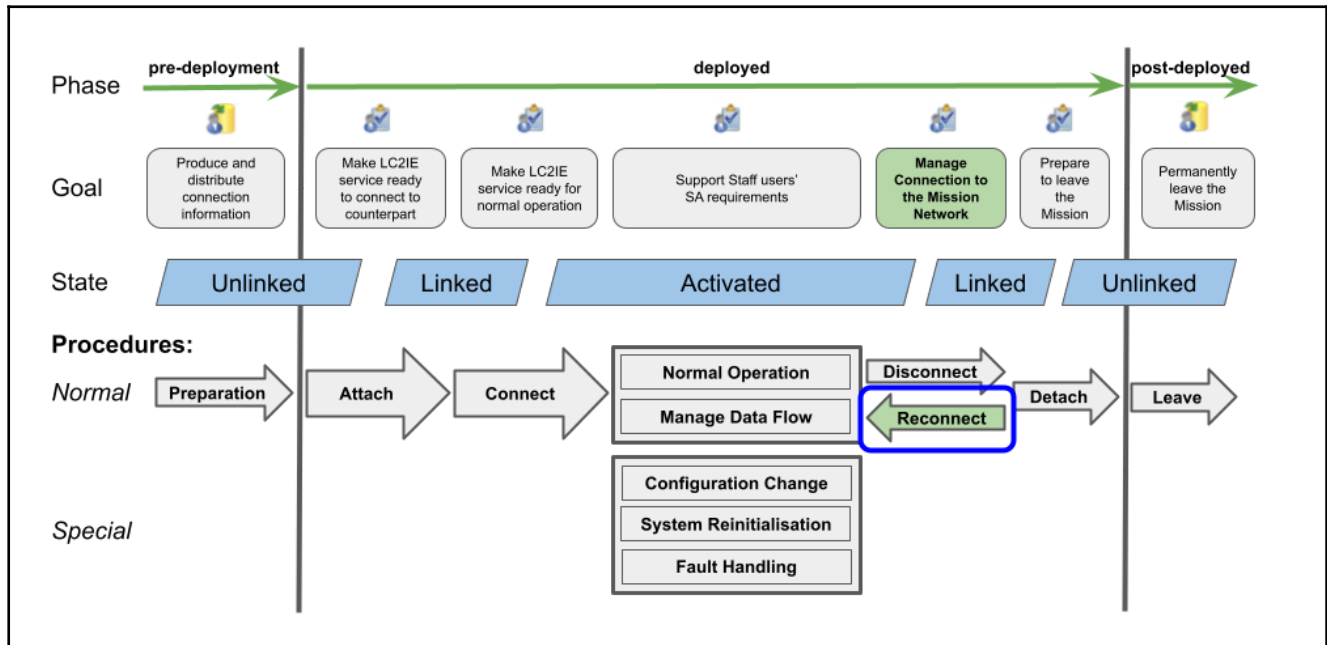 Phase
pre-deployment
deployed
post-deployed
Goal
Produce and
distribute
connection
information
Make LC2IE
service ready
to connect to
counterpart
Make LC2IE
service ready for
normal operation
Support Staff users'
SA requirements
Manage
Connection to
the Mission
Network
Prepare
to leave
the
Mission
Permanently
leave the
Mission
State
Unlinked
Linked
Activated
Linked
Unlinked
Procedures:
Normal
Preparation
Attach
Connect
Normal Operation
Manage Data Flow
Disconnect
Reconnect
Detach
Leave
Special
Configuration Change
System Reinitialisation
Fault Handling